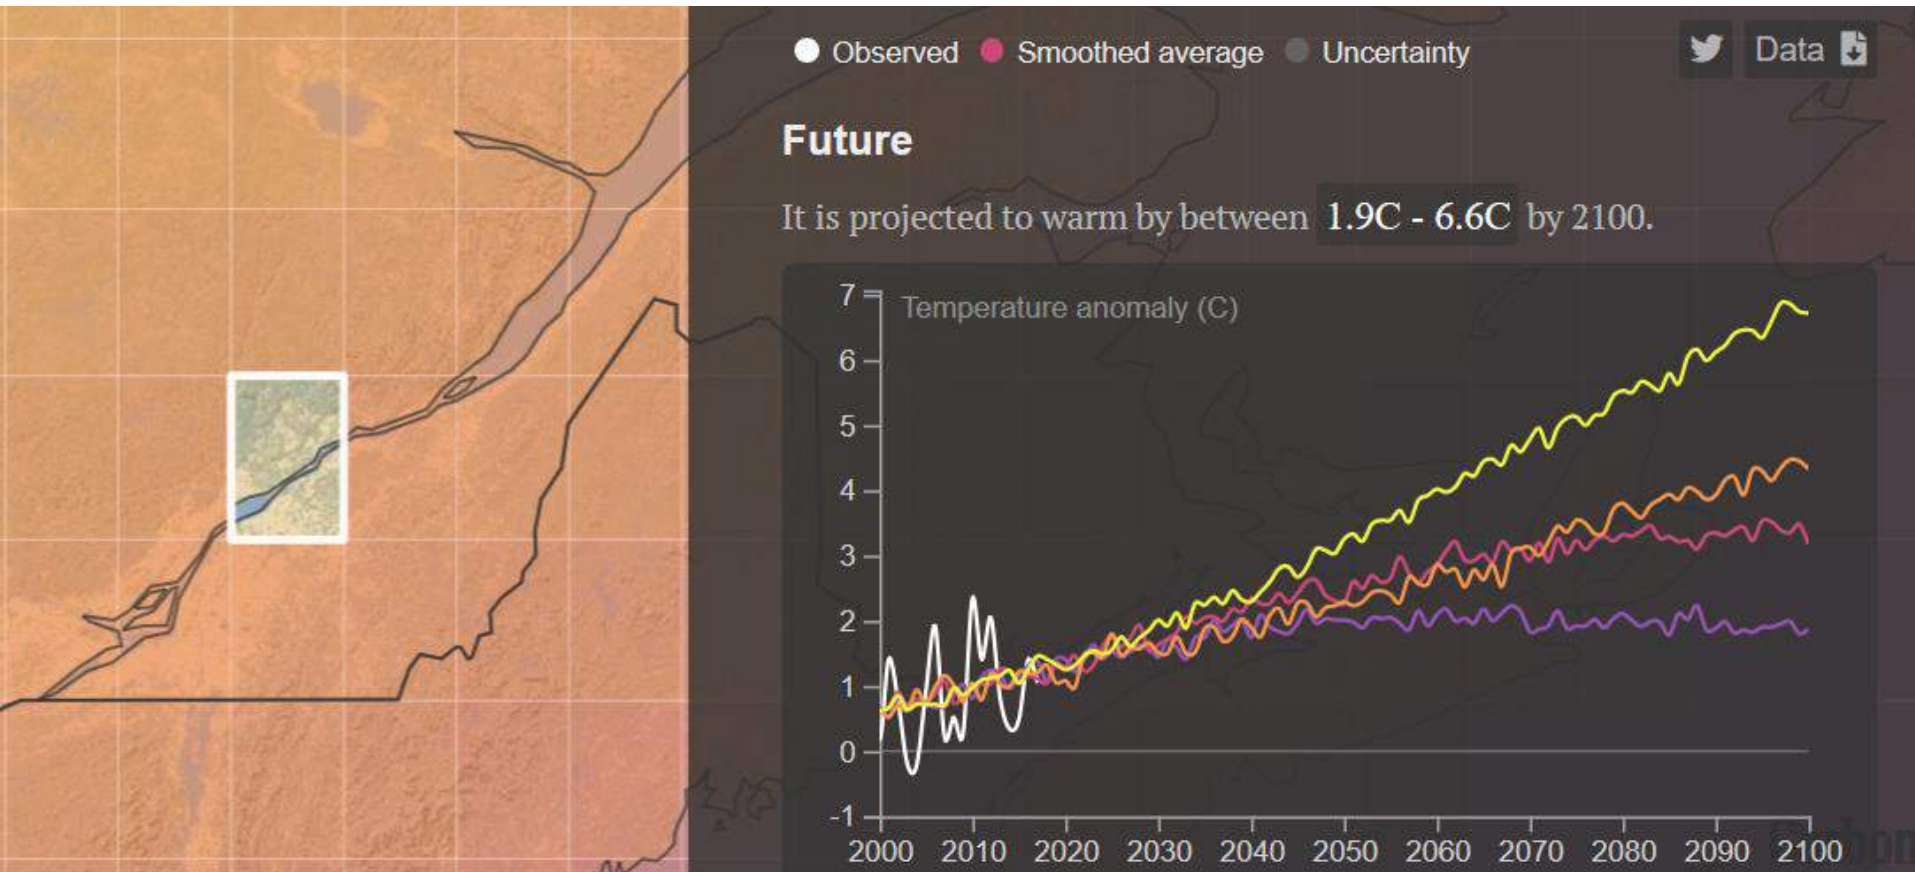 Observed Smoothed average Uncertainty Data
Future
It is projected to warm by between 1.9C - 6.6C by 2100.
Temperature anomaly (C)
7
6
5
4
3
2
1
0
-1
2000 2010 2020 2030 2040 2050 2060 2070 2080 2090 2100